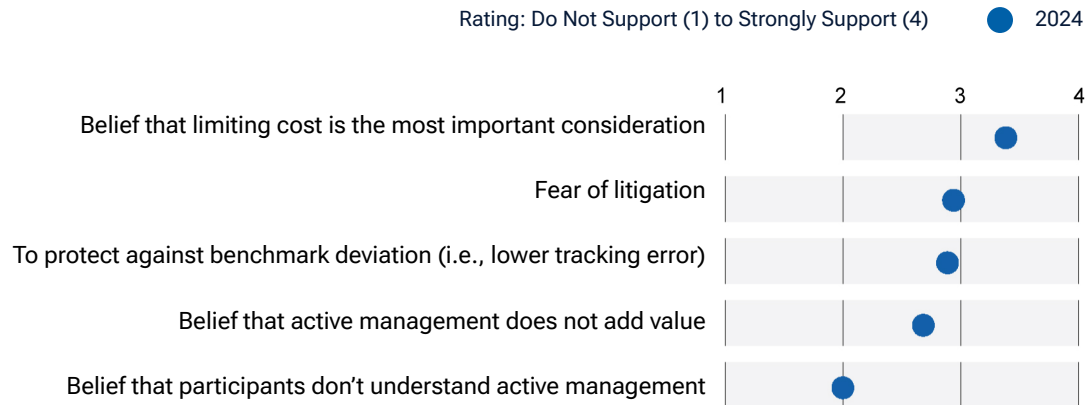 Rating: Do Not Support (1) to Strongly Support (4) 2024
1 2 3 4
Belief that limiting cost is the most important consideration
Fear of litigation
To protect against benchmark deviation (i.e., lower tracking error)
Belief that active management does not add value
Belief that participants don’t understand active management